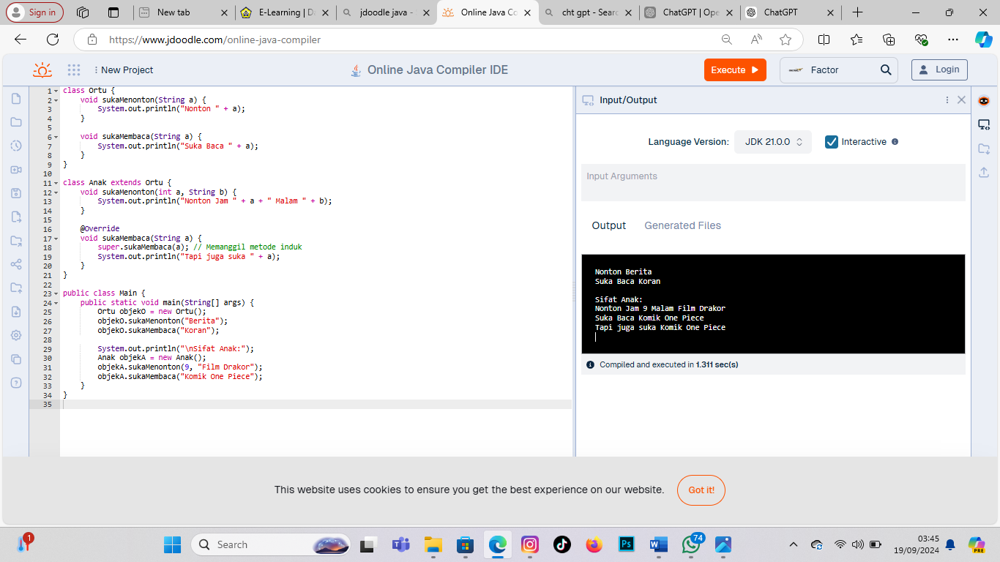 Sign in
New tab
E-Learning | Da
jdoodle java -
Online Java Co
cht gpt - Searc
ChatGPT | Ope
ChatGPT
https://www.jdoodle.com/online-java-compiler
New Project
Online Java Compiler IDE
Execute
Factor
Login
1 class Ortu {
2 void sukaMenonton(String a) {
3 System.out.println("Nonton " + a);
4 }
5
6 void sukaMembaca(String a) {
7 System.out.println("Suka Baca " + a);
8 }
9 }
10
11 class Anak extends Ortu {
12 void sukaMenonton(int a, String b) {
13 System.out.println("Nonton Jam " + a + " Malam " + b);
14 }
15
16 @Override
17 void sukaMembaca(String a) {
18 super.sukaMembaca(a); // Memanggil metode induk
19 System.out.println("Tapi juga suka " + a);
20 }
21 }
22
23 public class Main {
24 public static void main(String[] args) {
25 Ortu objekO = new Ortu();
26 objekO.sukaMenonton("Berita");
27 objekO.sukaMembaca("Koran");
28
29 System.out.println("\nSifat Anak:");
30 Anak objekA = new Anak();
31 objekA.sukaMenonton(9, "Film Drakor");
32 objekA.sukaMembaca("Komik One Piece");
33 }
34 }
35
Input/Output
Language Version: JDK 21.0.0 Interactive
Input Arguments
Output Generated Files
Nonton Berita
Suka Baca Koran
Sifat Anak:
Nonton Jam 9 Malam Film Drakor
Suka Baca Komik One Piece
Tapi juga suka Komik One Piece
Compiled and executed in 1.311 sec(s)
This website uses cookies to ensure you get the best experience on our website. Got it!
1
Search
Ps
74
03:45
19/09/2024
PRE